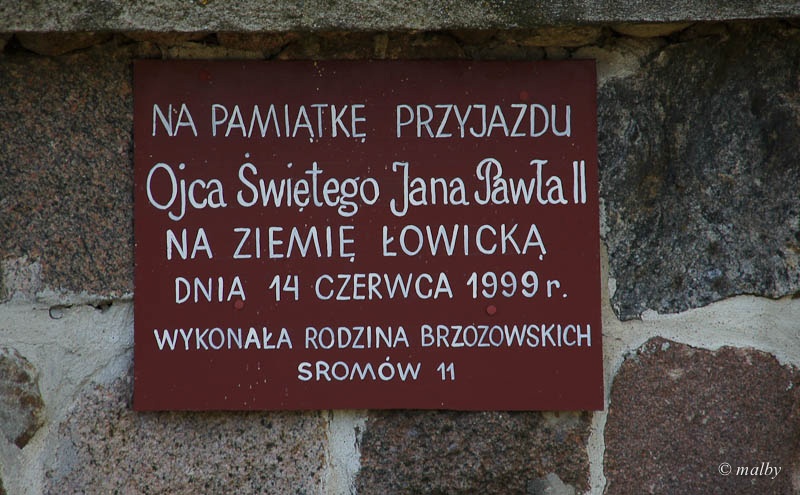 NA PAMIĄTKĘ PRZYJAZDU
Ojca Świętego Jana Pawła II
NA ZIEMIĘ ŁOWICKĄ
DNIA 14 CZERWCA 1999 r.
WYKONAŁA RODZINA BRZOZOWSKICH
SROMÓW 11
© malby